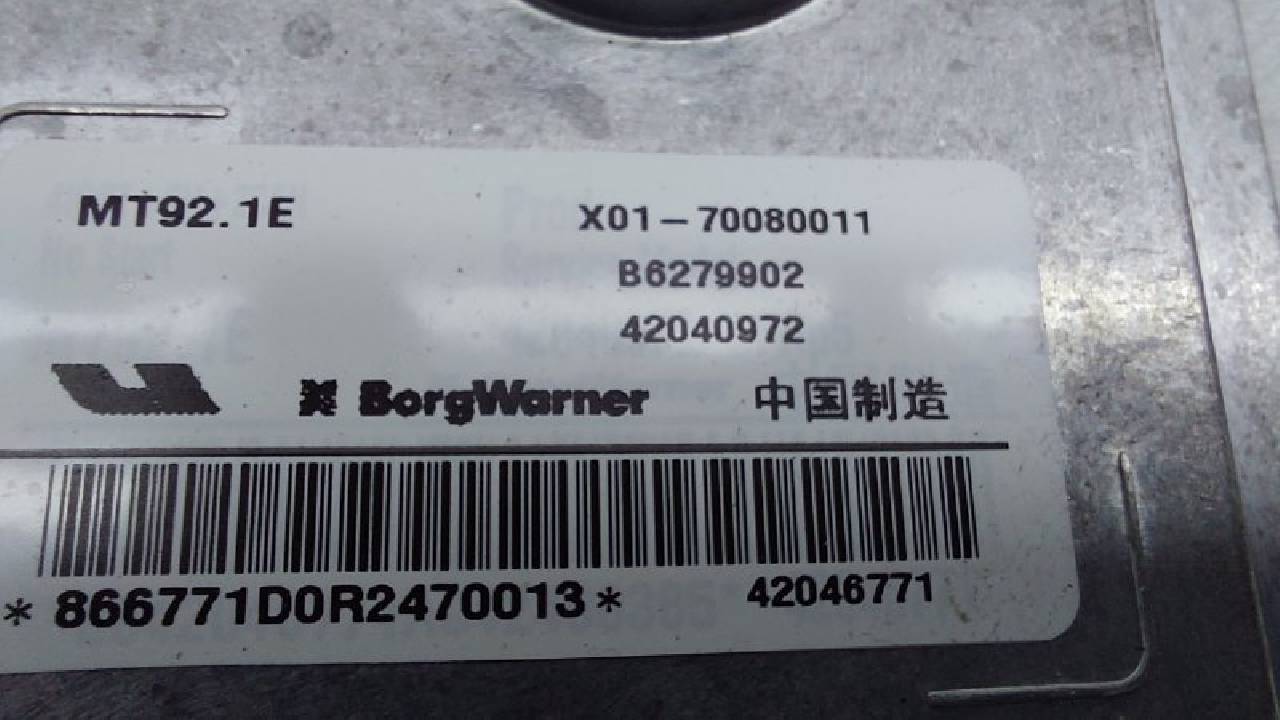 MT92.1E
X01-70080011
B6279902
42040972
BorgWarner
中国制造
*866771D0R2470013*
42046771